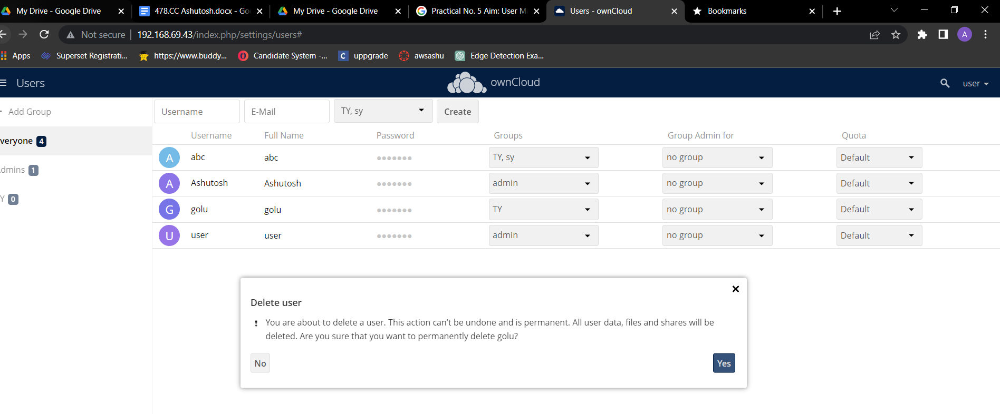 My Drive - Google Drive
478.CC Ashutosh.docx - Go
My Drive - Google Drive
Practical No. 5 Aim: User M
Users - ownCloud
Bookmarks
Not secure 192.168.69.43/index.php/settings/users#
A
Apps
Superset Registrati...
https://www.buddy...
Candidate System -...
C uppgrade
awsashu
Edge Detection Exa...
Users
ownCloud
user
Add Group
Username E-Mail TY, sy Create
Username Full Name Password Groups Group Admin for Quota
veryone 4
A abc abc ●●●●●●● TY, sy no group Default
dmins 1
A Ashutosh Ashutosh ●●●●●●● admin no group Default
Y 0
G golu golu ●●●●●●● TY no group Default
U user user ●●●●●●● admin no group Default
Delete user
You are about to delete a user. This action can't be undone and is permanent. All user data, files and shares will be
deleted. Are you sure that you want to permanently delete golu?
No Yes